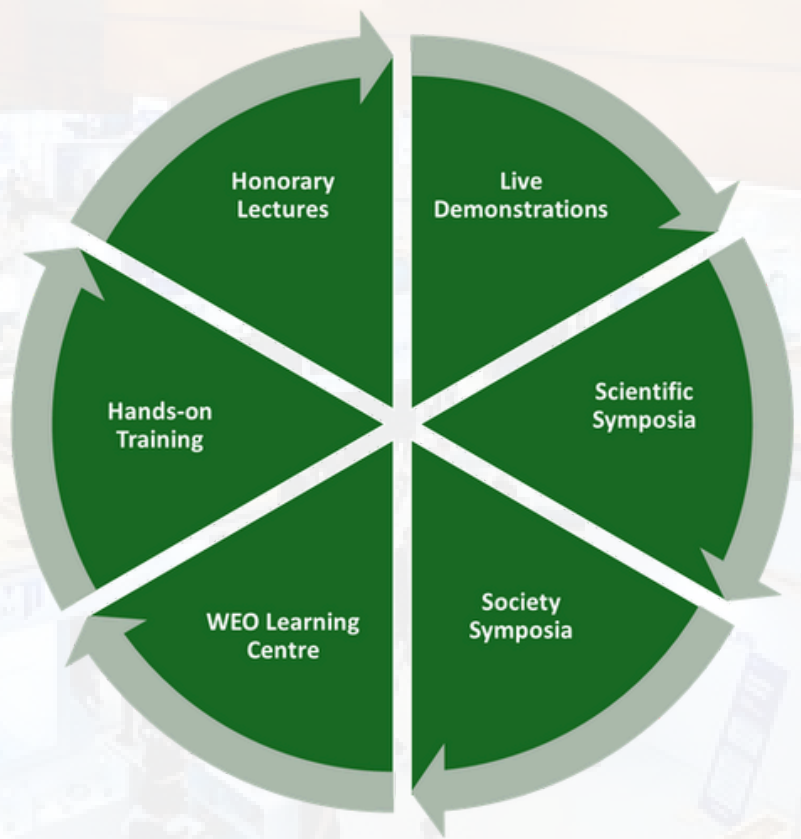 Honorary
Lectures
Live
Demonstrations
Scientific
Symposia
Society
Symposia
WEO Learning
Centre
Hands-on
Training